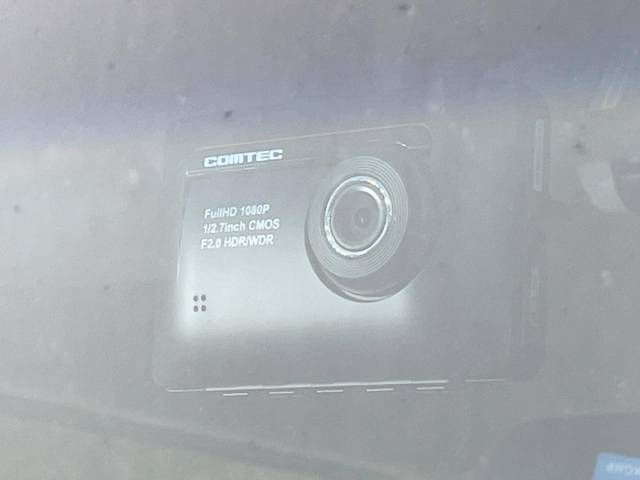 COMTEC
FullHD 1080P
1/2.7inch CMOS
F2.0 HDR/WDR